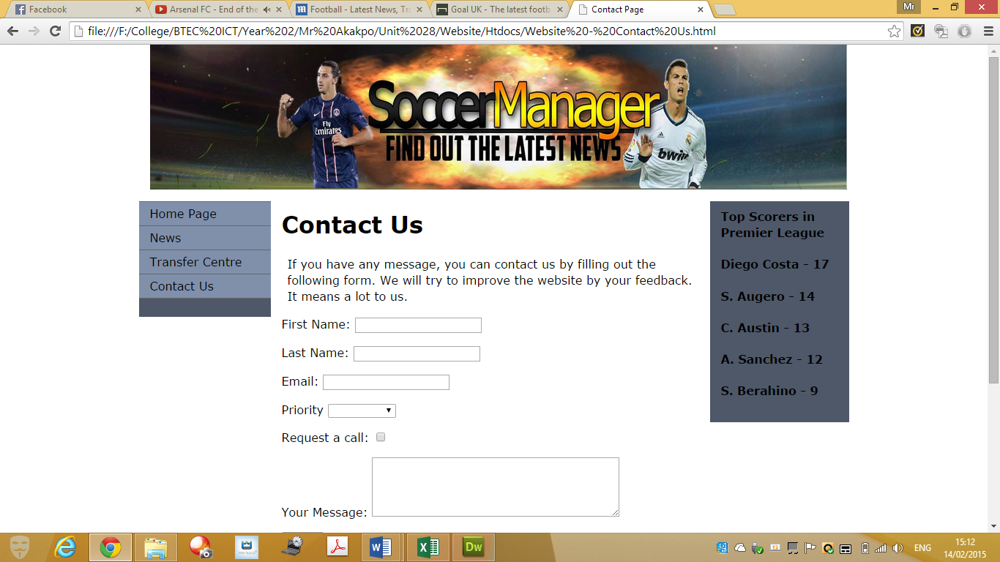 Facebook
Arsenal FC - End of the
Football - Latest News, Tra
Goal UK - The latest footb
Contact Page
Mr
file:///F:/College/BTEC%20ICT/Year%202/Mr%20Akakpo/Unit%2028/Website/Htdocs/Website%20-%20Contact%20Us.html
SoccerManager
FIND OUT THE LATEST NEWS
Fly
Emirates
bwin
Home Page
News
Transfer Centre
Contact Us
Contact Us
If you have any message, you can contact us by filling out the
following form. We will try to improve the website by your feedback.
It means a lot to us.
First Name:
Last Name:
Email:
Priority
Request a call:
Your Message:
Top Scorers in
Premier League
Diego Costa - 17
S. Augero - 14
C. Austin - 13
A. Sanchez - 12
S. Berahino - 9
Dw
ENG
15:12
14/02/2015